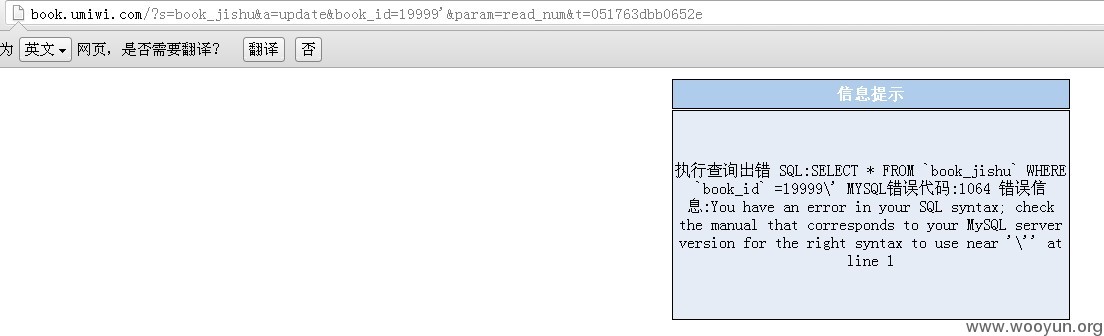 book.umiwi.com/?s=book_jishu&a=update&book_id=19999'&param=read_num&t=051763dbb0652e
为 英文 网页，是否需要翻译？ 翻译 否
信息提示
执行查询出错 SQL:SELECT * FROM `book_jishu` WHERE
`book_id` =19999\' MYSQL错误代码:1064 错误信
息:You have an error in your SQL syntax; check
the manual that corresponds to your MySQL server
version for the right syntax to use near '\'' at
line 1
www.wooyun.org